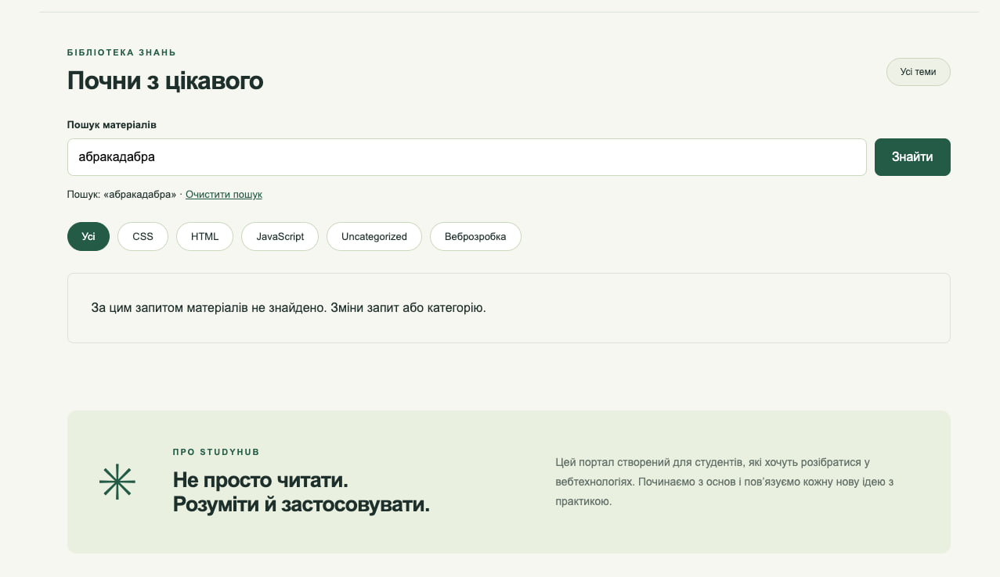 БІБЛІОТЕКА ЗНАНЬ
Почни з цікавого
Усі теми
Пошук матеріалів
абракадабра
Знайти
Пошук: «абракадабра» · Очистити пошук
Усі
CSS
HTML
JavaScript
Uncategorized
Веброзробка
За цим запитом матеріалів не знайдено. Зміни запит або категорію.
ПРО STUDYHUB
Не просто читати.
Розуміти й застосовувати.
Цей портал створений для студентів, які хочуть розібратися у
вебтехнологіях. Починаємо з основ і пов’язуємо кожну нову ідею з
практикою.